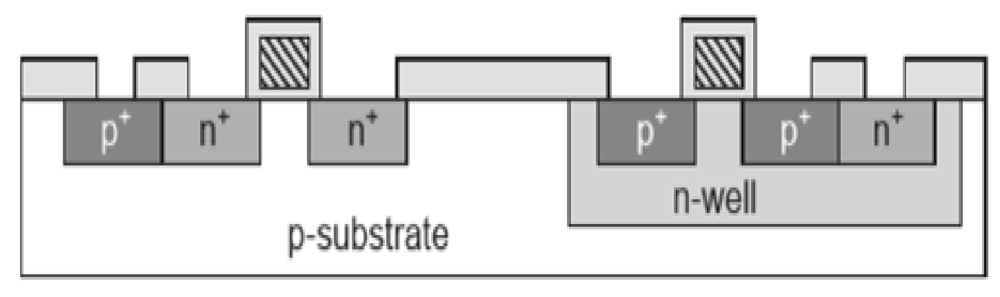 p⁺ n⁺ n⁺ p⁺ p⁺ n⁺
n-well
p-substrate